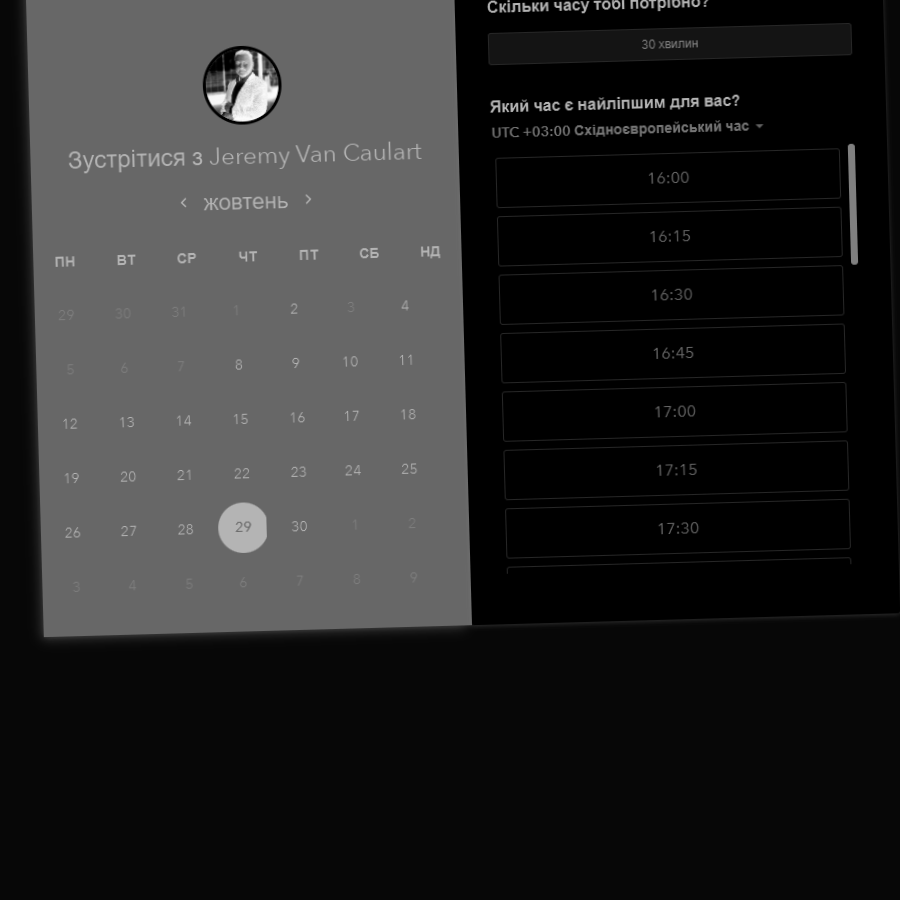 Зустрітися з Jeremy Van Caulart
жовтень
ПН ВТ СР ЧТ ПТ СБ НД
29 30 31 1 2 3 4
5 6 7 8 9 10 11
12 13 14 15 16 17 18
19 20 21 22 23 24 25
26 27 28 29 30 1 2
3 4 5 6 7 8 9
Скільки часу тобі потрібно?
30 хвилин
Який час є найліпшим для вас?
UTC +03:00 Східноєвропейський час
16:00
16:15
16:30
16:45
17:00
17:15
17:30